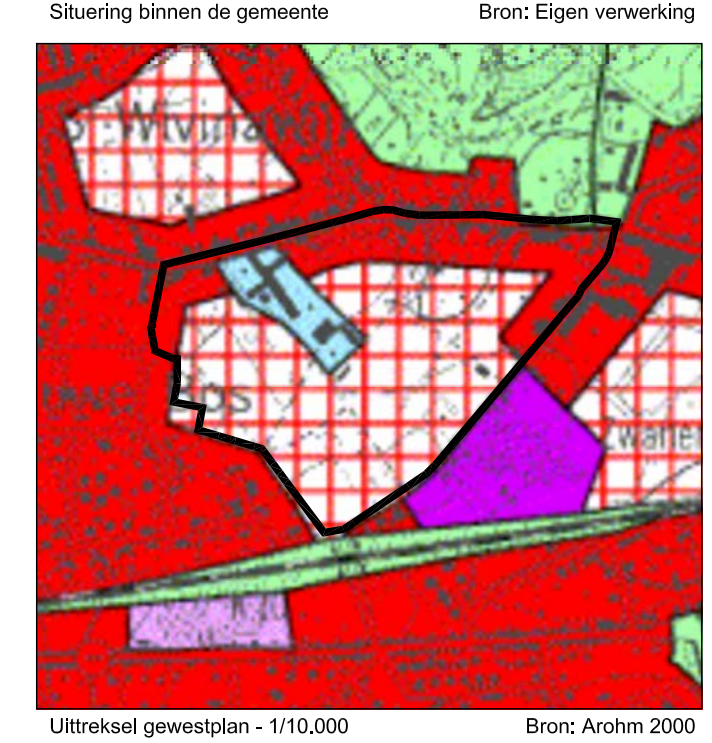 Situering binnen de gemeente Bron: Eigen verwerking
Uittreksel gewestplan - 1/10.000 Bron: Arohm 2000